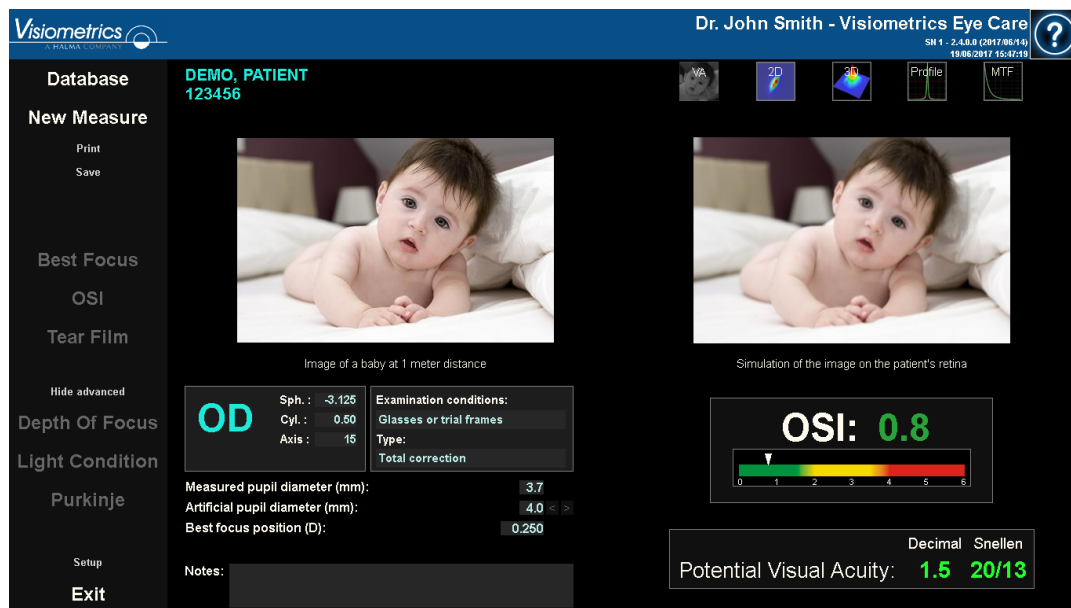 Visiometrics
A HALMA COMPANY
Dr. John Smith - Visiometrics Eye Care
SN 1 - 2.4.0.0 (2017/06/14)
19/06/2017 15:47:19
?
Database
New Measure
Print
Save
Best Focus
OSI
Tear Film
Hide advanced
Depth Of Focus
Light Condition
Purkinje
Setup
Exit
DEMO, PATIENT
123456
VA 2D 3D Profile MTF
Image of a baby at 1 meter distance
Simulation of the image on the patient's retina
OD
Sph. : -3.125
Cyl. : 0.50
Axis : 15
Examination conditions:
Glasses or trial frames
Type:
Total correction
Measured pupil diameter (mm): 3.7
Artificial pupil diameter (mm): 4.0 < >
Best focus position (D): 0.250
Notes:
OSI: 0.8
0 1 2 3 4 5 6
Decimal Snellen
Potential Visual Acuity: 1.5 20/13